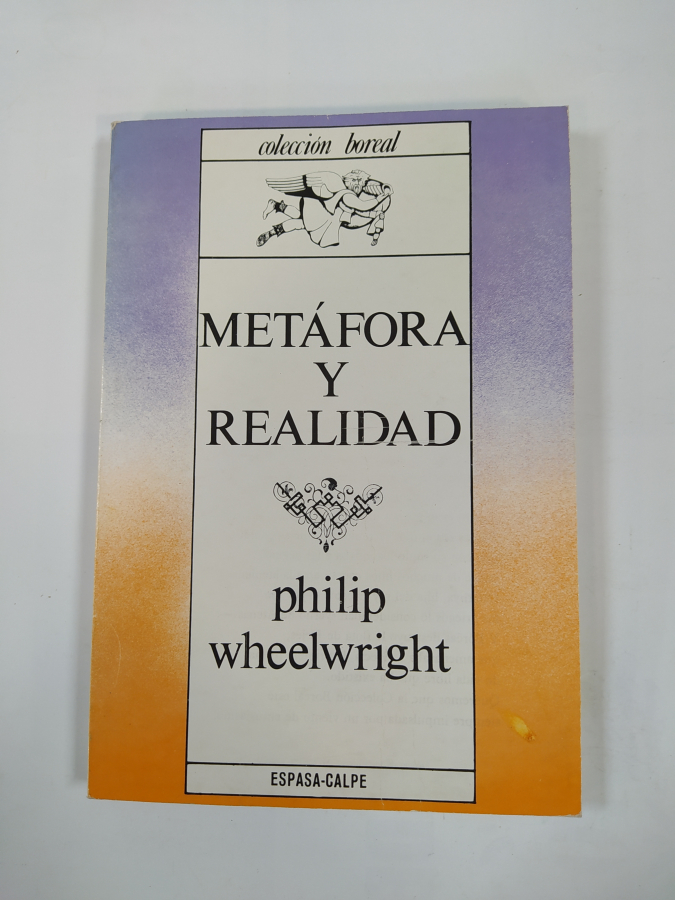 colección boreal
METÁFORA
Y
REALIDAD
philip
wheelwright
ESPASA-CALPE